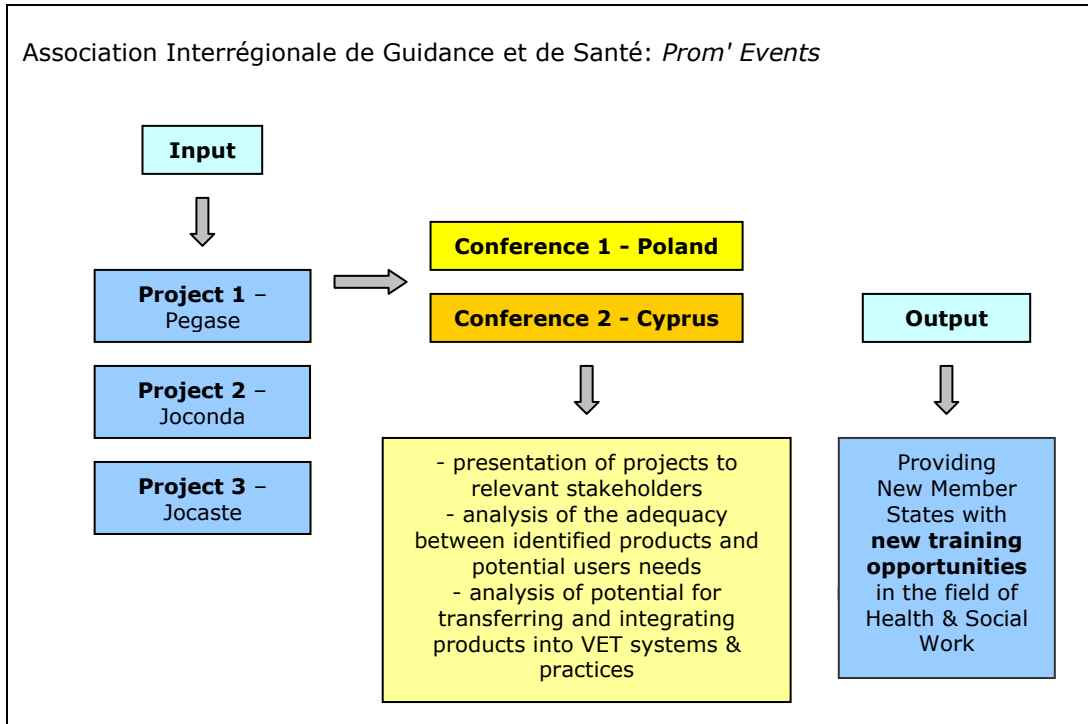 Association Interrégionale de Guidance et de Santé: Prom' Events
Input
Project 1 –
Pegase
Project 2 –
Joconda
Project 3 –
Jocaste
Conference 1 - Poland
Conference 2 - Cyprus
- presentation of projects to
relevant stakeholders
- analysis of the adequacy
between identified products and
potential users needs
- analysis of potential for
transferring and integrating
products into VET systems &
practices
Output
Providing
New Member
States with
new training
opportunities
in the field of
Health & Social
Work